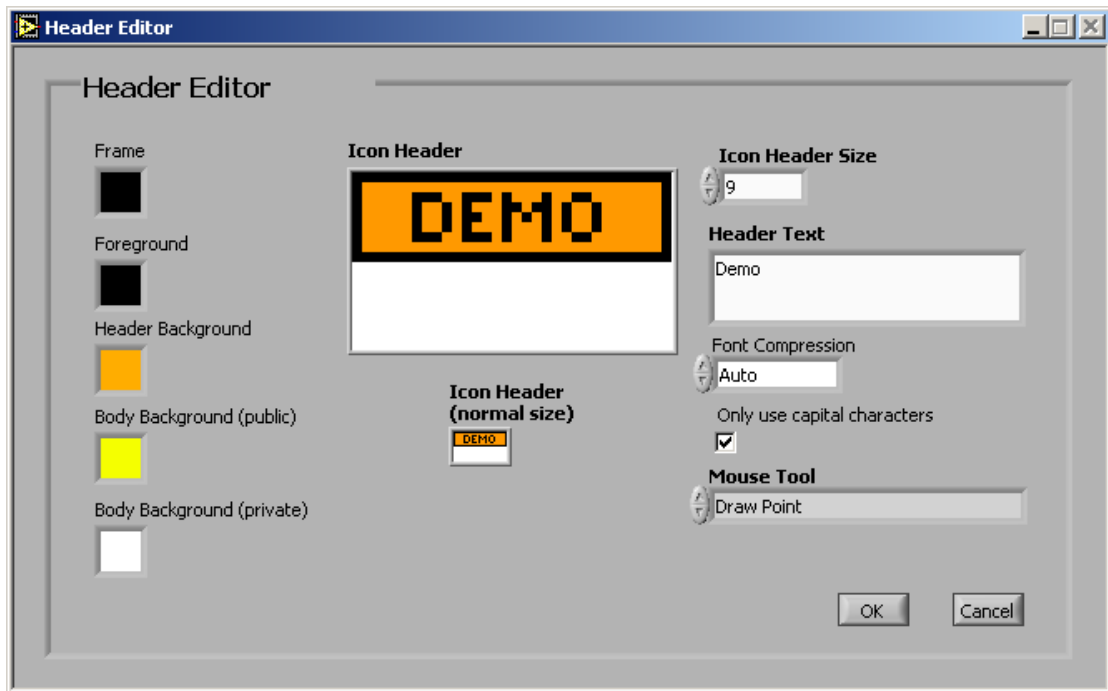 Header Editor
Header Editor
Frame
Foreground
Header Background
Body Background (public)
Body Background (private)
Icon Header
DEMO
Icon Header
(normal size)
DEMO
Icon Header Size
9
Header Text
Demo
Font Compression
Auto
Only use capital characters
Mouse Tool
Draw Point
OK
Cancel